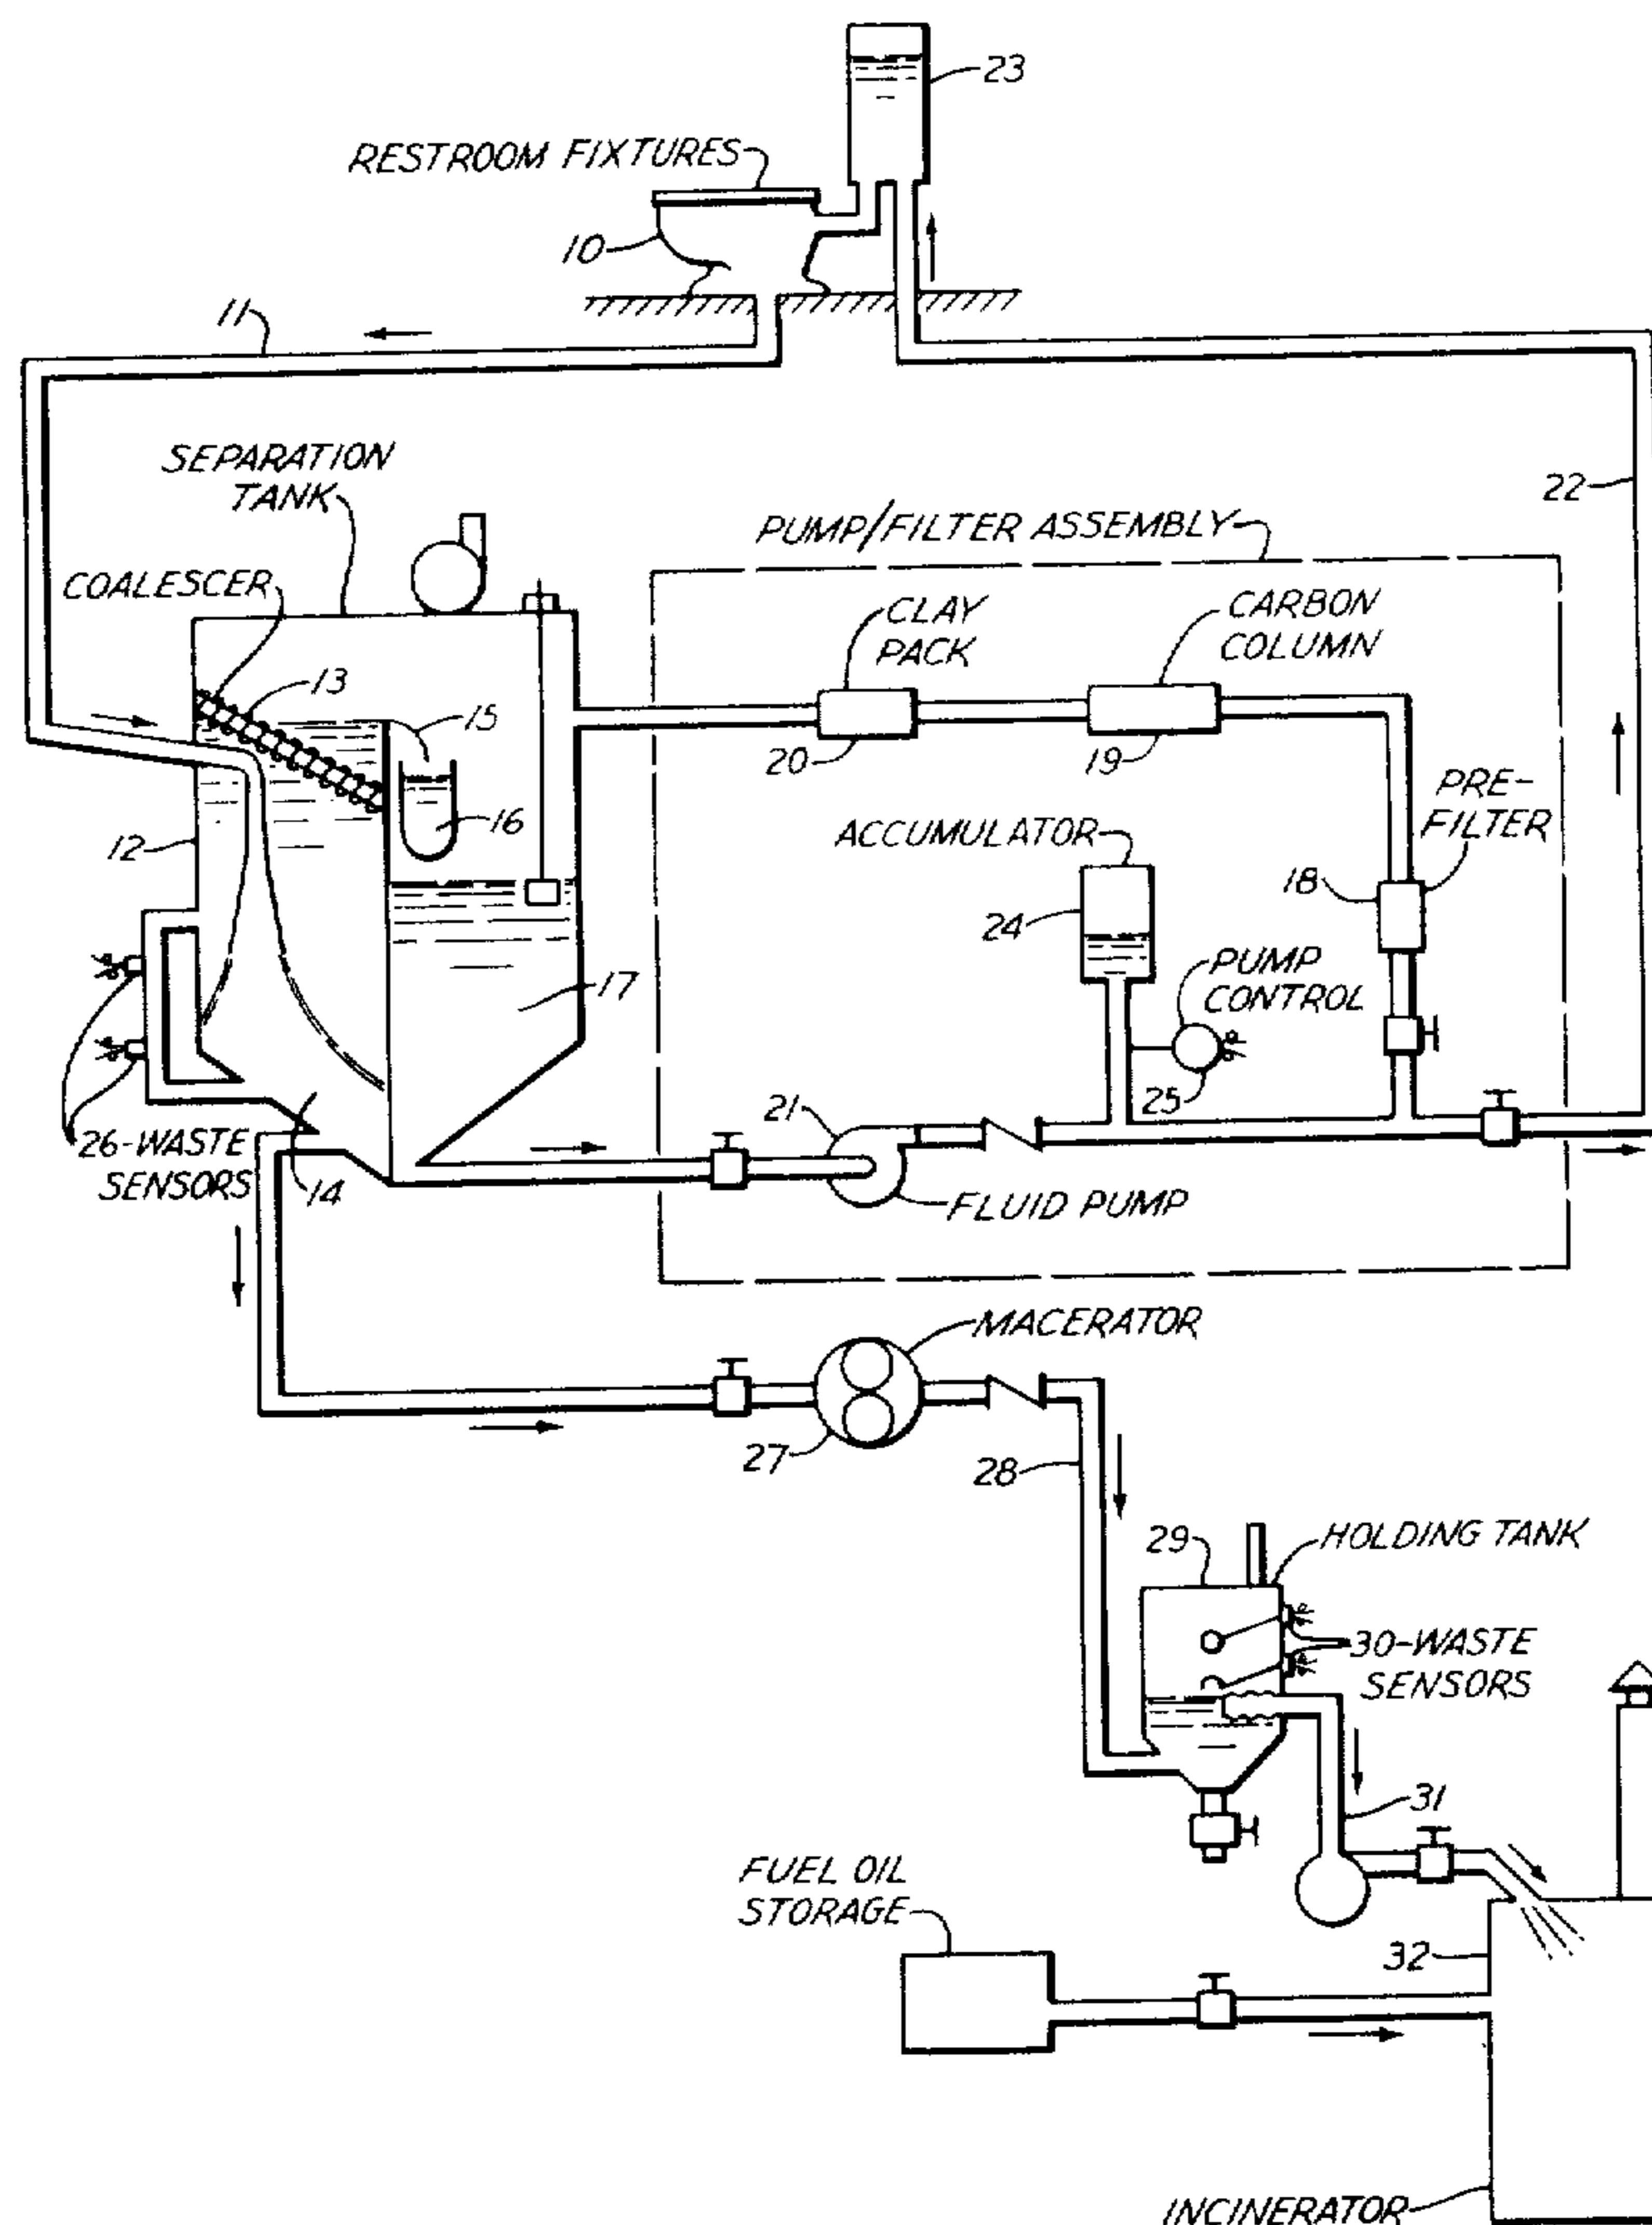 23
RESTROOM FIXTURES
10
11
SEPARATION
TANK
22
PUMP/FILTER ASSEMBLY
COALESCER
CLAY
PACK
CARBON
COLUMN
13
15
20
19
PRE-
FILTER
16
ACCUMULATOR
12
18
24
PUMP
CONTROL
17
25
21
26-WASTE
SENSORS
14
FLUID PUMP
MACERATOR
27
28
29
HOLDING TANK
30-WASTE
SENSORS
31
FUEL OIL
STORAGE
32
INCINERATOR